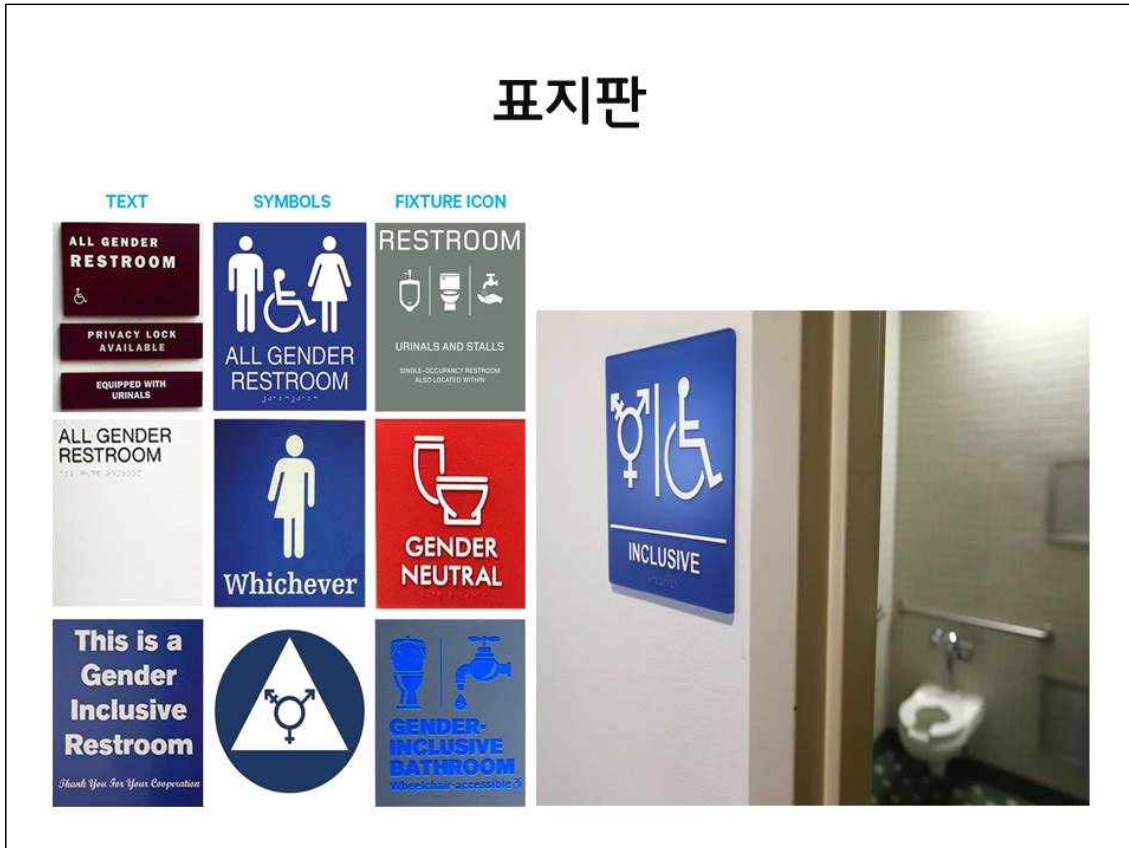 표지판
TEXT
SYMBOLS
FIXTURE ICON
ALL GENDER
RESTROOM
PRIVACY LOCK
AVAILABLE
EQUIPPED WITH
URINALS
ALL GENDER
RESTROOM
RESTROOM
URINALS AND STALLS
SINGLE-OCCUPANCY RESTROOM
ALSO LOCATED WITHIN
ALL GENDER
RESTROOM
Whichever
GENDER
NEUTRAL
This is a
Gender
Inclusive
Restroom
Thank You For Your Cooperation
GENDER-
INCLUSIVE
BATHROOM
Wheelchair-accessible
INCLUSIVE